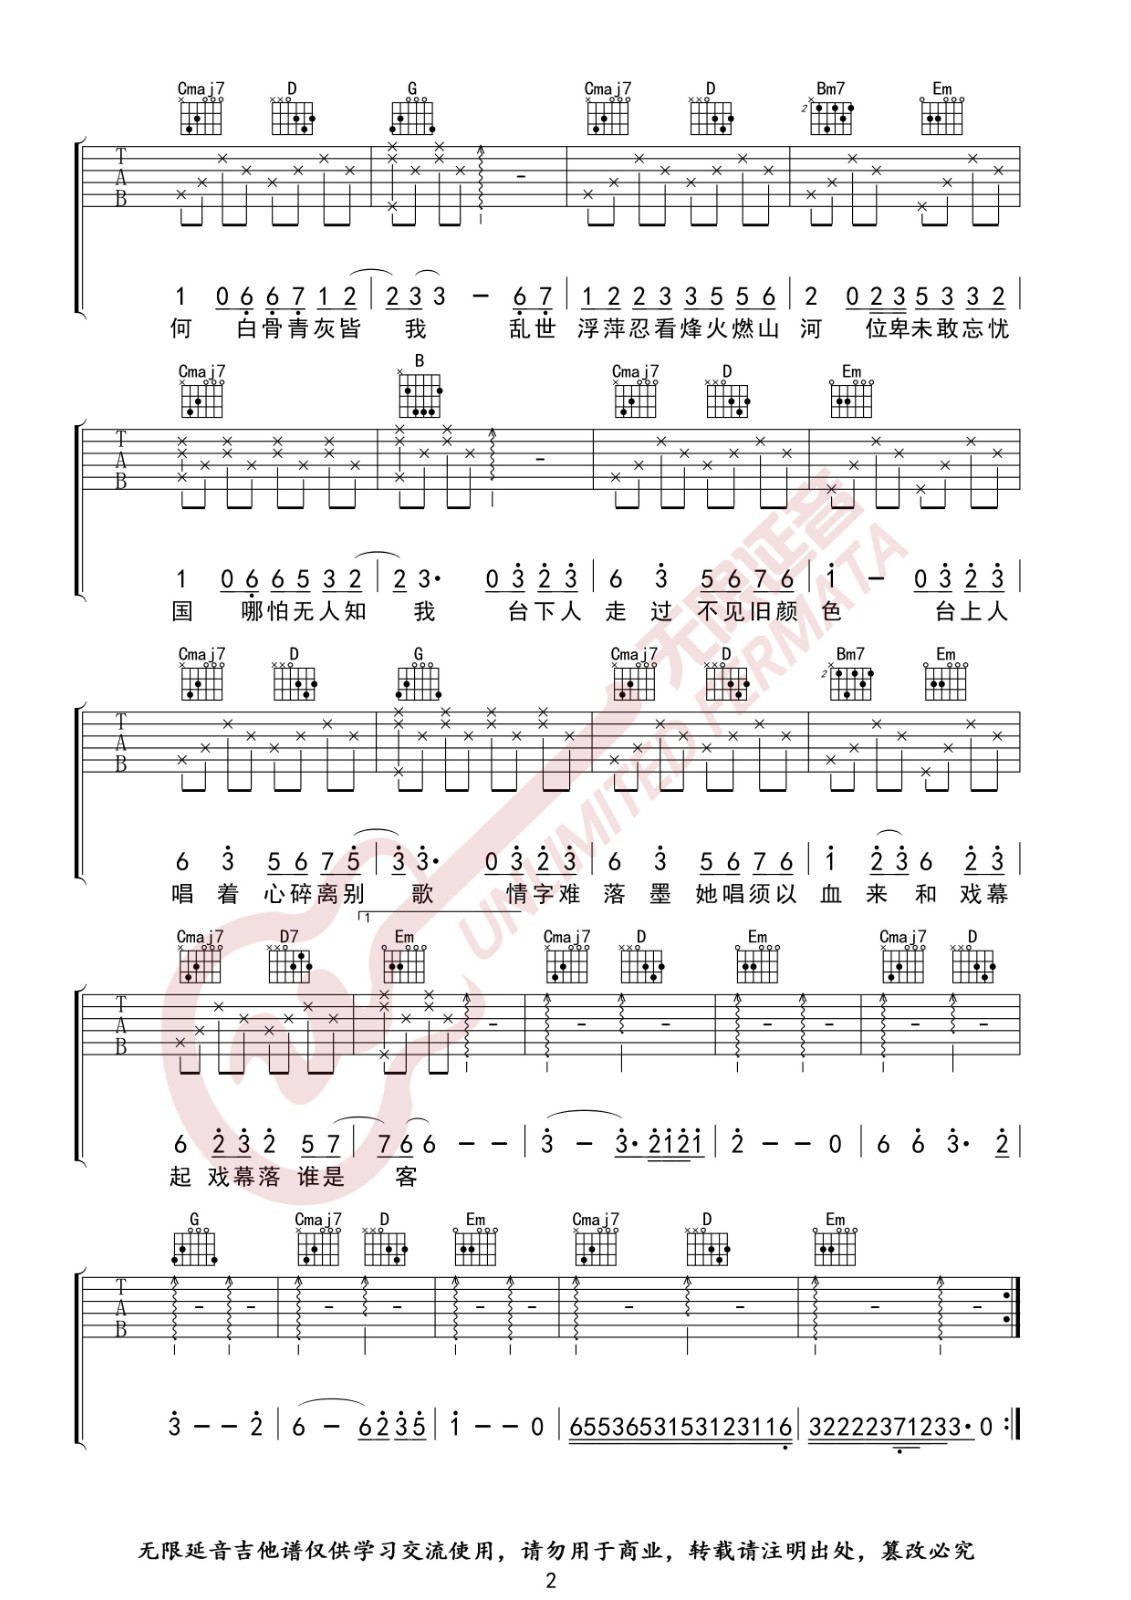 Cmaj7 D G Cmaj7 D Bm7 Em
2
T A B
1 0 6 6 7 1 2 | 2 3 3 – 6 7 | 1 2 2 3 3 5 5 6 | 2 0 2 3 5 3 3 2 |
何 白骨青灰皆 我 乱世 浮萍忍看烽火燃山 河 位卑未敢忘忧
Cmaj7 B Cmaj7 D Em
T A B
1 0 6 6 5 3 2 | 2 3· 0 3 2 3 | 6 3 5 6 7 6 | 1 – 0 3 2 3 |
国 哪怕无人知 我 台下人 走 过 不见旧颜 色 台上人
Cmaj7 D G Cmaj7 D Bm7 Em
2
T A B
6 3 5 6 7 5 | 3 3· 0 3 2 3 | 6 3 5 6 7 6 | 1 2 3 6 2 3 |
唱 着 心碎离别 歌 情字难 落 墨 她唱须以 血 来 和 戏幕
1
Cmaj7 D7 Em Cmaj7 D Em Cmaj7 D
T A B
6 2 3 2 5 7 | 7 6 6 – – | 3 – 3· 2 1 2 1 | 2 – – 0 | 6 6 3· 2 |
起 戏幕落 谁是 客
G Cmaj7 D Em Cmaj7 D Em
T A B
3 – – 2 | 6 – 6 2 3 5 | 1 – – 0 | 6553653153123116 | 32222371233· 0 :|
无限延音
UNLIMITED FERMATA
无限延音吉他谱仅供学习交流使用，请勿用于商业，转载请注明出处，篡改必究
2